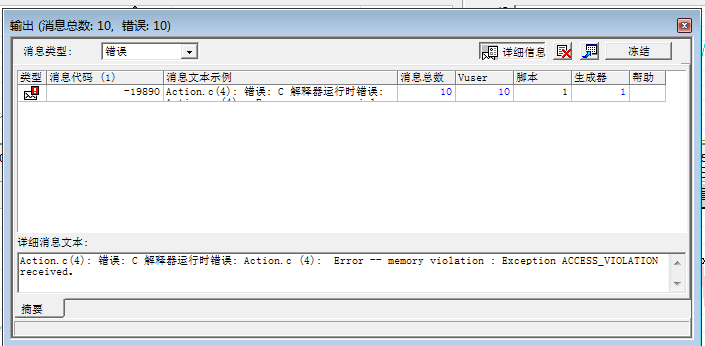 输出 (消息总数: 10, 错误: 10)
消息类型: 错误 详细信息 冻结
类型 消息代码 (1) 消息文本示例 消息总数 Vuser 脚本 生成器 帮助
-19890 Action.c(4): 错误: C 解释器运行时错误: 10 10 1 1
详细消息文本:
Action.c(4): 错误: C 解释器运行时错误: Action.c (4): Error -- memory violation : Exception ACCESS_VIOLATION
received.
摘要